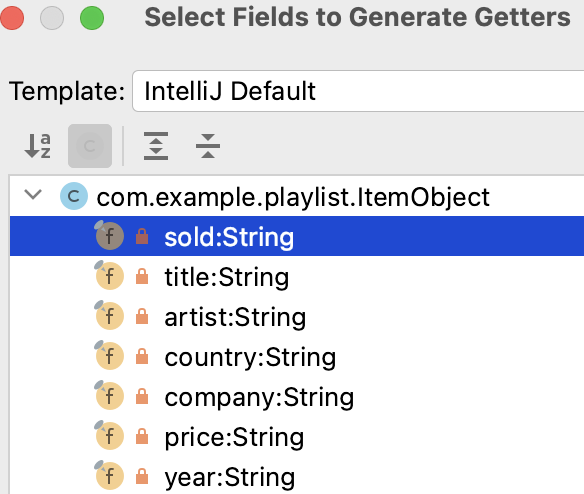 Select Fields to Generate Getters
Template: IntelliJ Default
com.example.playlist.ItemObject
sold:String
title:String
artist:String
country:String
company:String
price:String
year:String